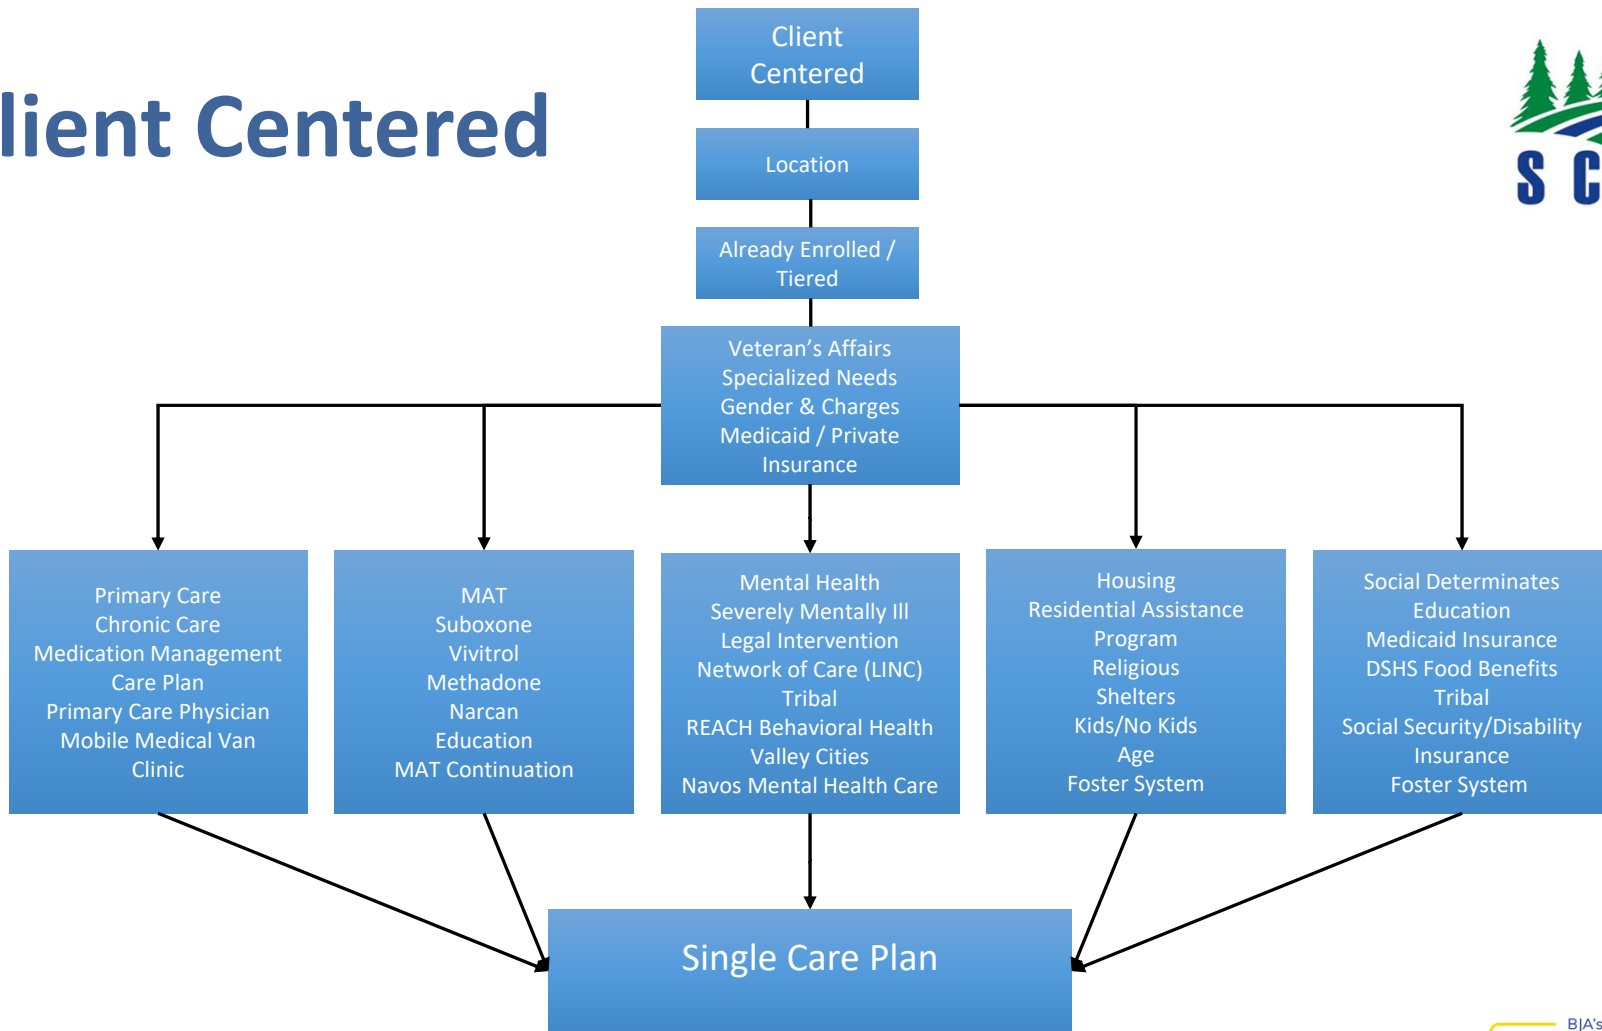 lient Centered
Client
Centered
S C
Location
Already Enrolled /
Tiered
Veteran’s Affairs
Specialized Needs
Gender & Charges
Medicaid / Private
Insurance
Primary Care
Chronic Care
Medication Management
Care Plan
Primary Care Physician
Mobile Medical Van
Clinic
MAT
Suboxone
Vivitrol
Methadone
Narcan
Education
MAT Continuation
Mental Health
Severely Mentally Ill
Legal Intervention
Network of Care (LINC)
Tribal
REACH Behavioral Health
Valley Cities
Navos Mental Health Care
Housing
Residential Assistance
Program
Religious
Shelters
Kids/No Kids
Age
Foster System
Social Determinates
Education
Medicaid Insurance
DSHS Food Benefits
Tribal
Social Security/Disability
Insurance
Foster System
Single Care Plan
BJA's